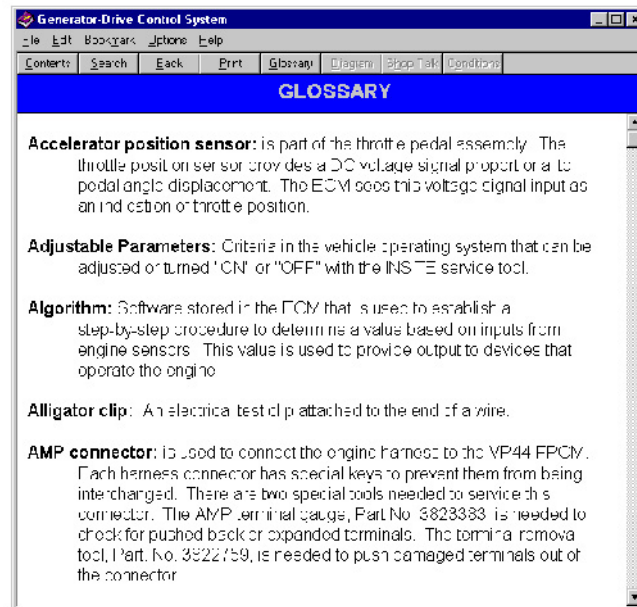 Generator-Drive Control System
File Edit Bookmark Options Help
Contents Search Back Print Glossary Diagram Shop Talk Conditions
GLOSSARY
Accelerator position sensor: is part of the throttle pedal assembly. The
throttle position sensor provides a DC voltage signal proportional to
pedal angle displacement. The ECM sees this voltage signal input as
an indication of throttle position.
Adjustable Parameters: Criteria in the vehicle operating system that can be
adjusted or turned "ON" or "OFF" with the INSITE service tool.
Algorithm: Software stored in the ECM that is used to establish a
step-by-step procedure to determine a value based on inputs from
engine sensors. This value is used to provide output to devices that
operate the engine
Alligator clip: An electrical test clip attached to the end of a wire.
AMP connector: is used to connect the engine harness to the VP44 FPCM.
Each harness connector has special keys to prevent them from being
interchanged. There are two special tools needed to service this
connector. The AMP terminal gauge, Part No. 3823383, is needed to
check for pushed back or expanded terminals. The terminal removal
tool, Part. No. 3822759, is needed to push damaged terminals out of
the connector